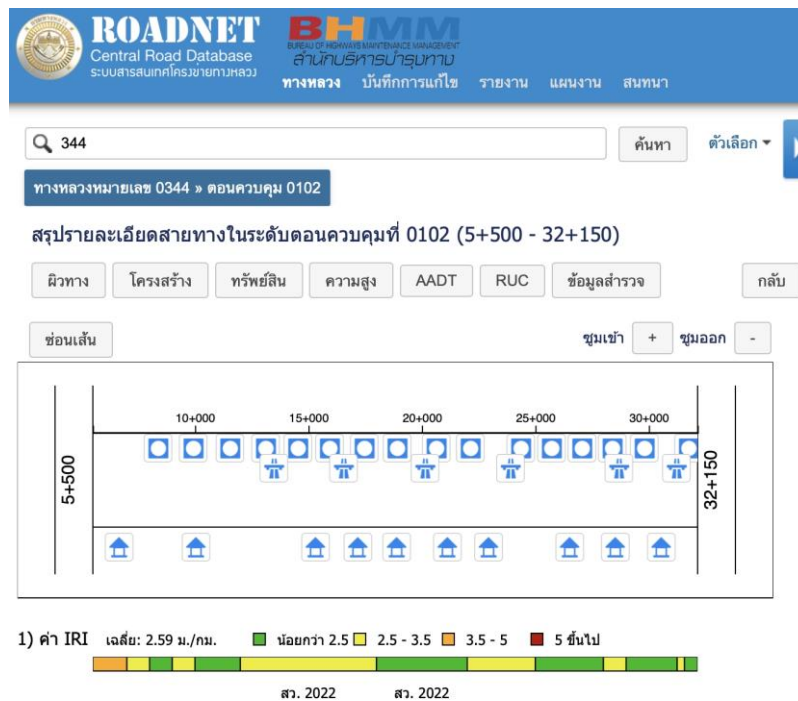 ROADNET
Central Road Database
ระบบสารสนเทศโครงข่ายทางหลวง
BHMM
BUREAU OF HIGHWAYS MAINTENANCE MANAGEMENT
สำนักบริหารบำรุงทาง
ทางหลวง บันทึกการแก้ไข รายงาน แผนงาน สนทนา
344 ค้นหา ตัวเลือก
ทางหลวงหมายเลข 0344 » ตอนควบคุม 0102
สรุปรายละเอียดสายทางในระดับตอนควบคุมที่ 0102 (5+500 - 32+150)
ผิวทาง โครงสร้าง ทรัพย์สิน ความสูง AADT RUC ข้อมูลสำรวจ กลับ
ซ่อนเส้น ซูมเข้า + ซูมออก -
10+000 15+000 20+000 25+000 30+000
5+500
32+150
1) ค่า IRI เฉลี่ย: 2.59 ม./กม. น้อยกว่า 2.5 2.5 - 3.5 3.5 - 5 5 ขึ้นไป
สว. 2022 สว. 2022